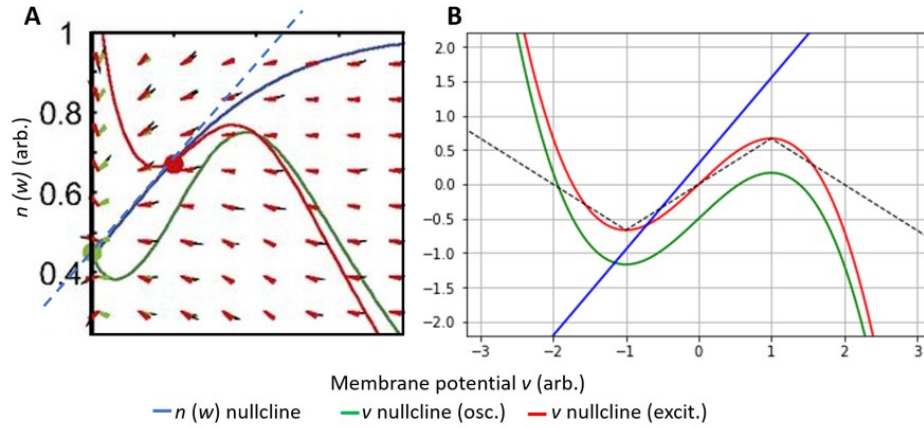 A
B
1
0.8
0.6
0.4
n (w) (arb.)
2.0
1.5
1.0
0.5
0.0
−0.5
−1.0
−1.5
−2.0
−3 −2 −1 0 1 2 3
Membrane potential v (arb.)
n (w) nullcline v nullcline (osc.) v nullcline (excit.)